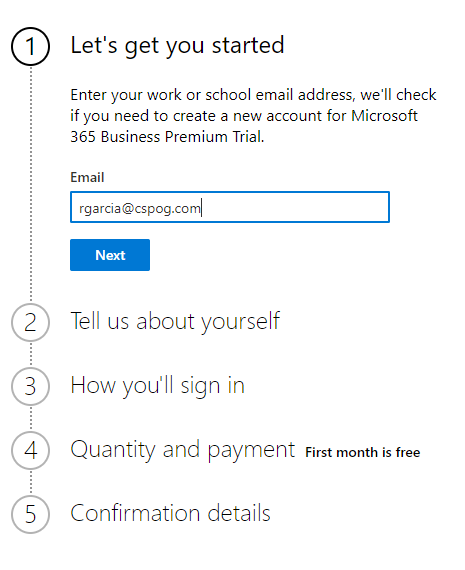 1 Let's get you started
Enter your work or school email address, we'll check
if you need to create a new account for Microsoft
365 Business Premium Trial.
Email
rgarcia@cspog.com
Next
2 Tell us about yourself
3 How you'll sign in
4 Quantity and payment First month is free
5 Confirmation details